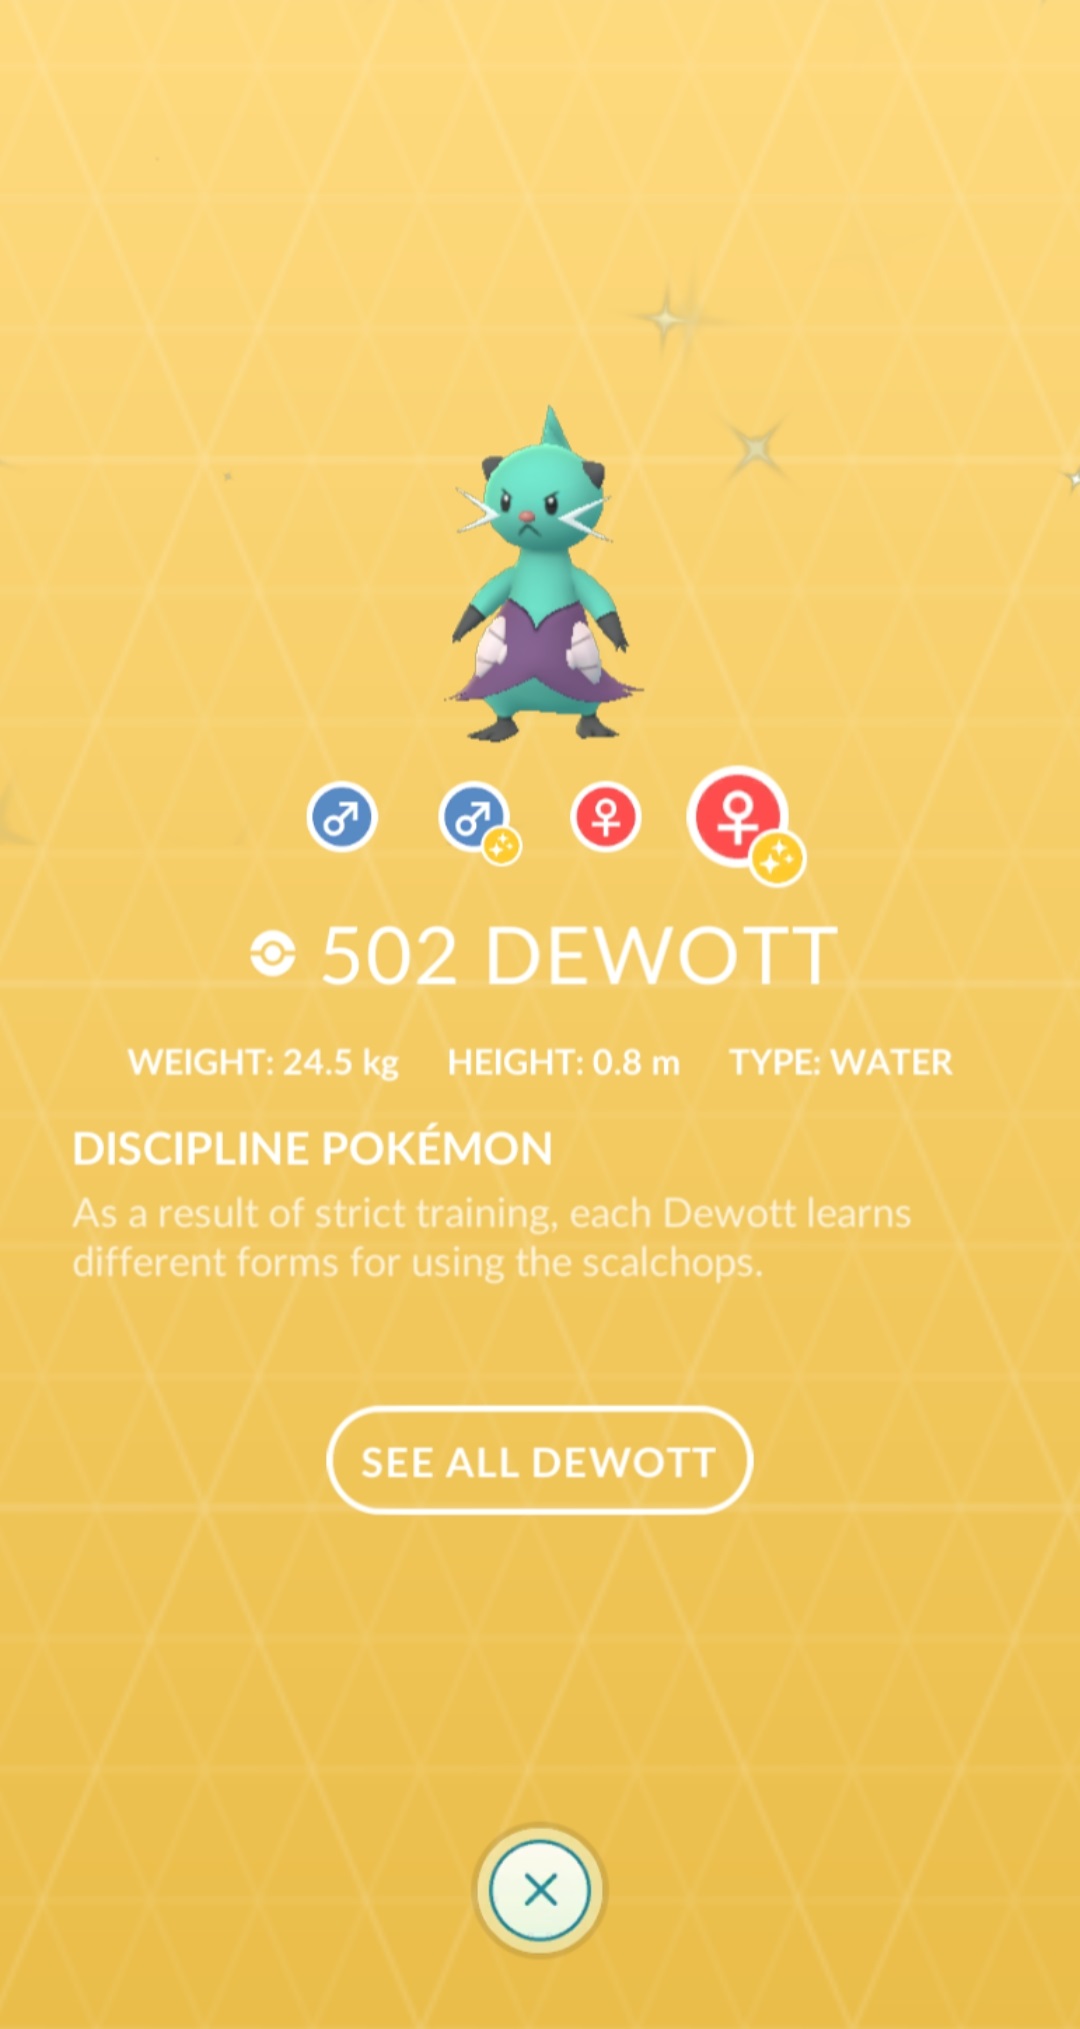 502 DEWOTT
WEIGHT: 24.5 kg HEIGHT: 0.8 m TYPE: WATER
DISCIPLINE POKÉMON
As a result of strict training, each Dewott learns
different forms for using the scalchops.
SEE ALL DEWOTT